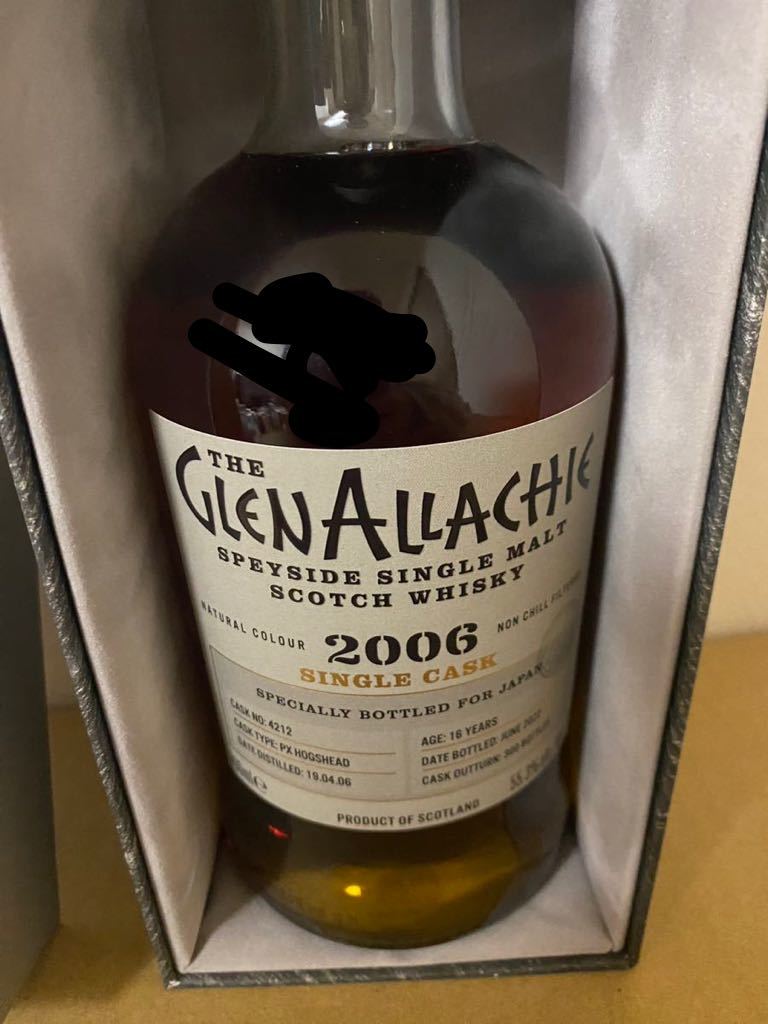 THE
GLENALLACHIE
SPEYSIDE SINGLE MALT
SCOTCH WHISKY
NATURAL COLOUR
2006
NON CHILL FILTERED
SINGLE CASK
SPECIALLY BOTTLED FOR JAPAN
CASK NO: 4212
CASK TYPE: PX HOGSHEAD
DATE DISTILLED: 19.04.06
AGE: 16 YEARS
DATE BOTTLED: JUNE 2022
CASK OUTTURN: 300 BOTTLES
PRODUCT OF SCOTLAND